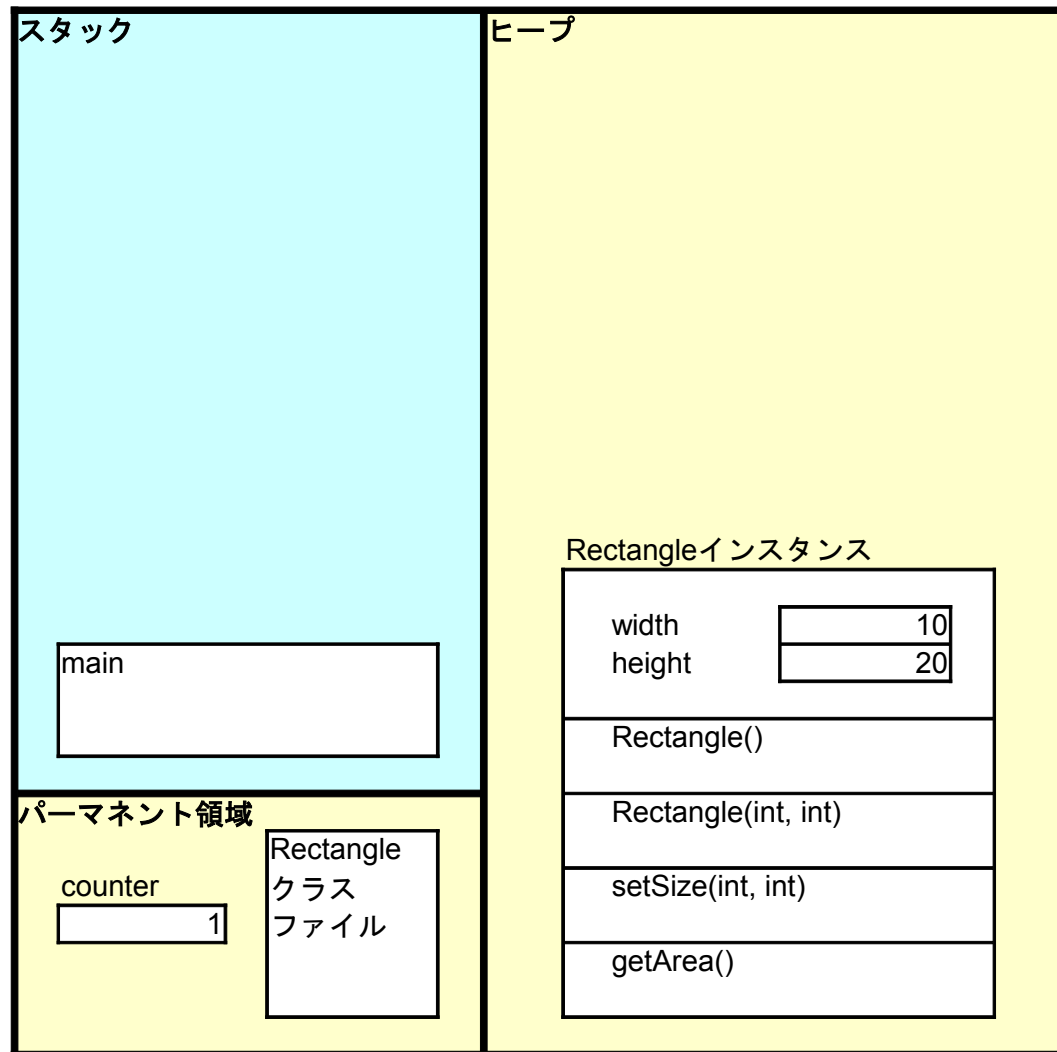 スタック
main
パーマネント領域
counter
1
Rectangle
クラス
ファイル
ヒープ
Rectangleインスタンス
width 10
height 20
Rectangle()
Rectangle(int, int)
setSize(int, int)
getArea()